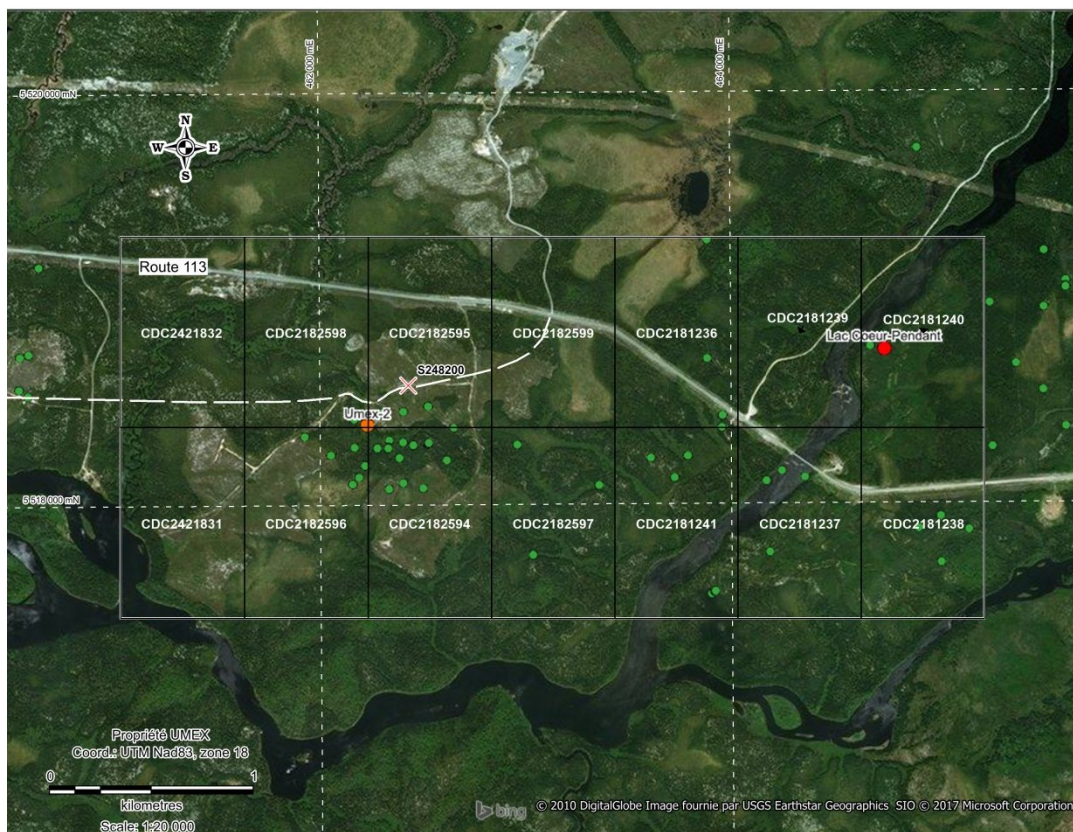 462 000 mE
464 000 mE
5 520 000 mN
N
W E
S
Route 113
CDC2421832
CDC2182598
CDC2182595
CDC2182599
CDC2181236
CDC2181239
CDC2181240
Lac Coeur-Pendant
S248200
Umex-2
5 518 000 mN
CDC2421831
CDC2182596
CDC2182594
CDC2182597
CDC2181241
CDC2181237
CDC2181238
Propriété UMEX
Coord.: UTM Nad83, zone 18
0 1
kilometres
Scale: 1:20 000
bing
© 2010 DigitalGlobe Image fournie par USGS Earthstar Geographics SIO © 2017 Microsoft Corporation